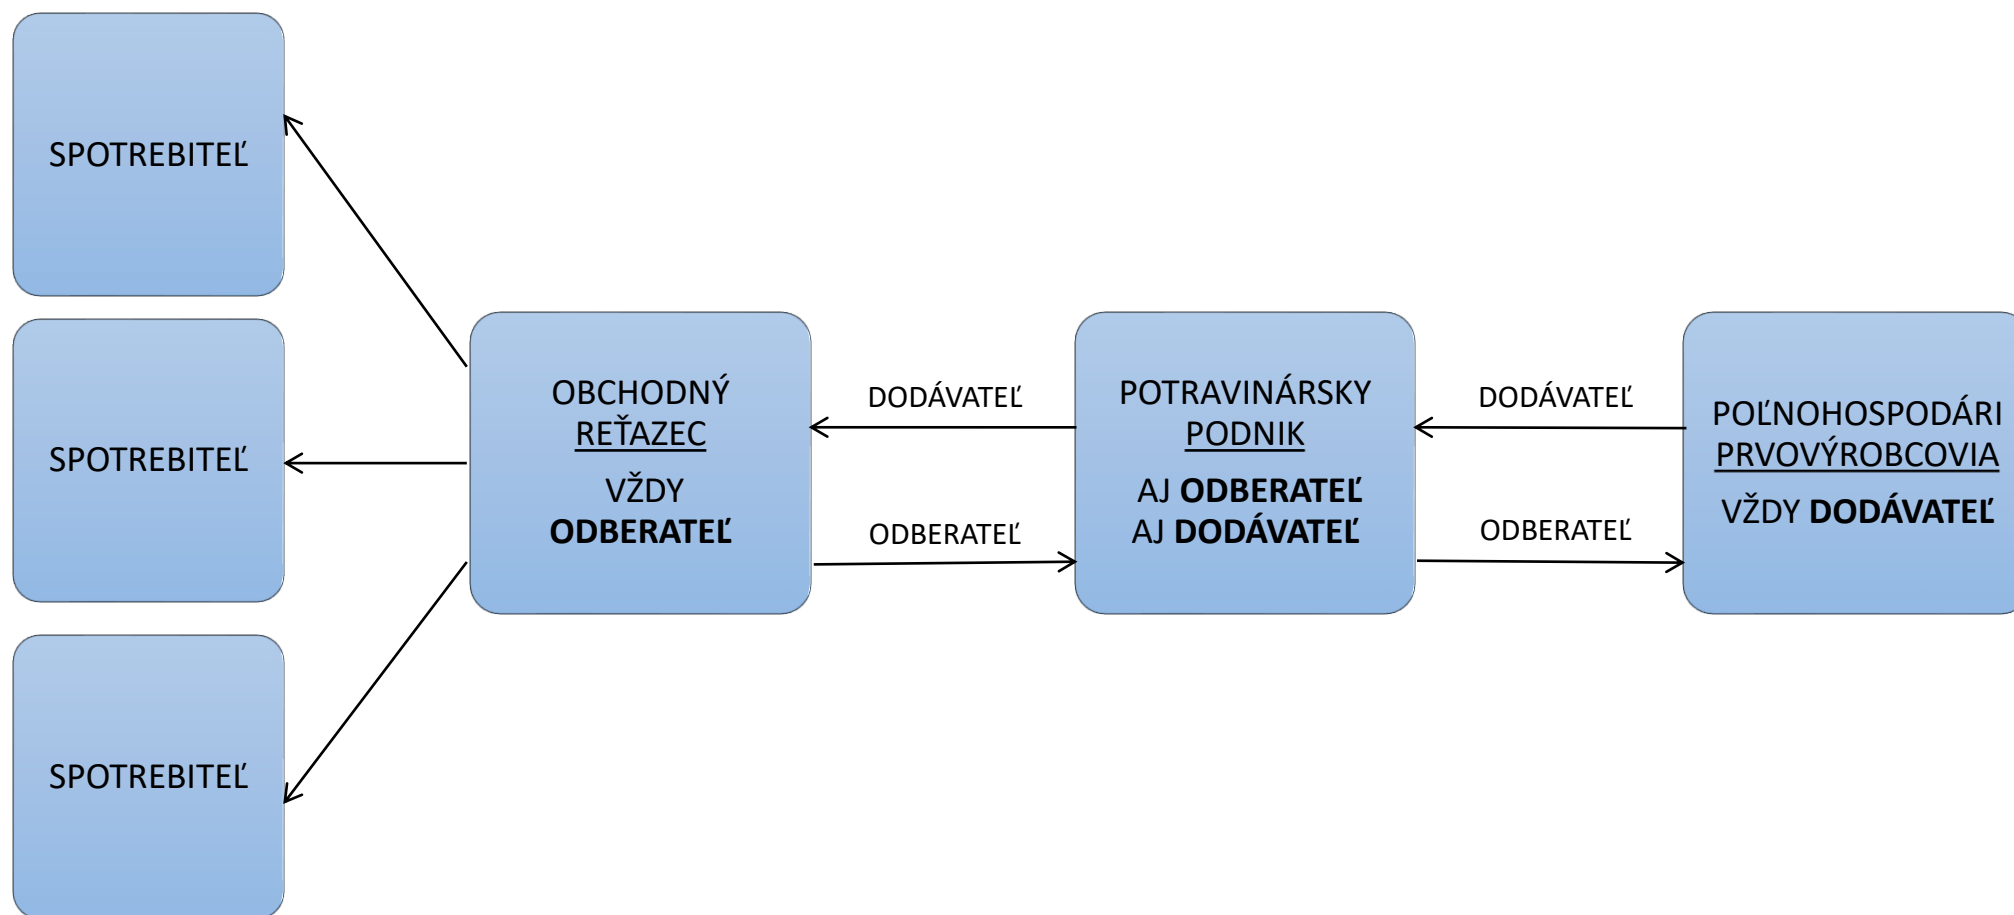 SPOTREBITEĽ
SPOTREBITEĽ
SPOTREBITEĽ
OBCHODNÝ
REŤAZEC
VŽDY
ODBERATEĽ
DODÁVATEĽ
ODBERATEĽ
POTRAVINÁRSKY
PODNIK
AJ ODBERATEĽ
AJ DODÁVATEĽ
DODÁVATEĽ
ODBERATEĽ
POĽNOHOSPODÁRI
PRVOVÝROBCOVIA
VŽDY DODÁVATEĽ